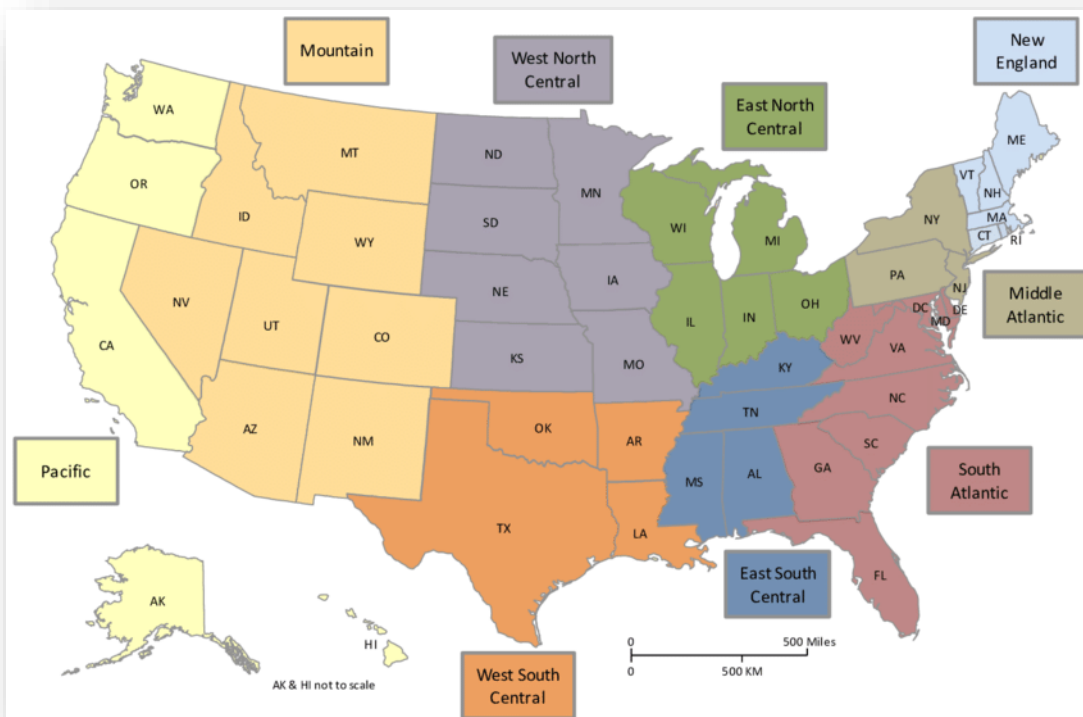 Mountain
West North
Central
New
England
East North
Central
WA
MT
ND
MN
ME
OR
ID
SD
WI
MI
VT
NH
NY
MA
CT
RI
WY
NE
IA
PA
NJ
Middle
Atlantic
NV
UT
CO
KS
MO
IL
IN
OH
WV
DC
MD
DE
VA
CA
KY
AZ
NM
OK
AR
TN
NC
SC
Pacific
TX
LA
MS
AL
GA
South
Atlantic
FL
East South
Central
AK
HI
AK & HI not to scale
West South
Central
0 500 Miles
0 500 KM